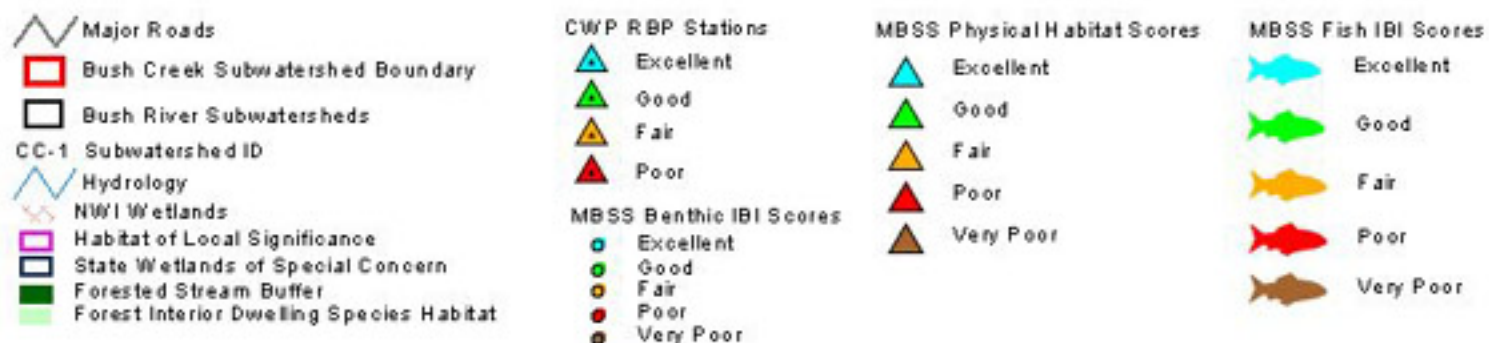 Major Roads
Bush Creek Subwatershed Boundary
Bush River Subwatersheds
CC-1 Subwatershed ID
Hydrology
NWI Wetlands
Habitat of Local Significance
State Wetlands of Special Concern
Forested Stream Buffer
Forest Interior Dwelling Species Habitat
CWP RBP Stations
Excellent
Good
Fair
Poor
MBSS Benthic IBI Scores
Excellent
Good
Fair
Poor
Very Poor
MBSS Physical Habitat Scores
Excellent
Good
Fair
Poor
Very Poor
MBSS Fish IBI Scores
Excellent
Good
Fair
Poor
Very Poor